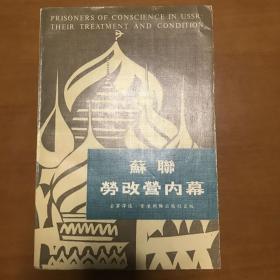 PRISONERS OF CONSCIENCE IN USSR
THEIR TREATMENT AND CONDITION
蘇聯
勞改營內幕